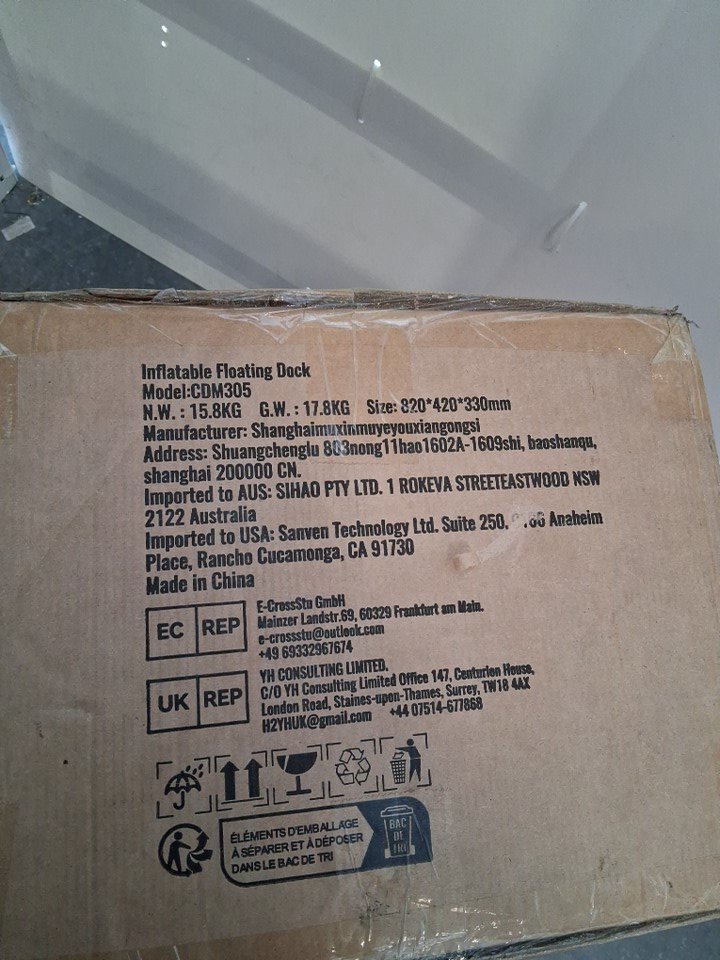 Inflatable Floating Dock
Model:CDM305
N.W. : 15.8KG G.W. : 17.8KG Size: 820*420*330mm
Manufacturer: Shanghaimuxinmuyeyouxiangongsi
Address: Shuangchenglu 803nong11hao1602A-1609shi, baoshanqu,
shanghai 200000 CN.
Imported to AUS: SIHAO PTY LTD. 1 ROKEVA STREETEASTWOOD NSW
2122 Australia
Imported to USA: Sanven Technology Ltd. Suite 250, Anaheim
Place, Rancho Cucamonga, CA 91730
Made in China
EC REP
E-CrossStu GmbH
Mainzer Landstr.69, 60329 Frankfurt am Main.
e-crossstu@outlook.com
+49 69332967674
UK REP
YH CONSULTING LIMITED.
C/O YH Consulting Limited Office 147, Centurion House,
London Road, Staines-upon-Thames, Surrey, TW18 4AX
H2YHUK@gmail.com +44 07514-677868
ÉLÉMENTS D'EMBALLAGE
À SÉPARER ET À DÉPOSER
DANS LE BAC DE TRI
BAC
DE
TRI